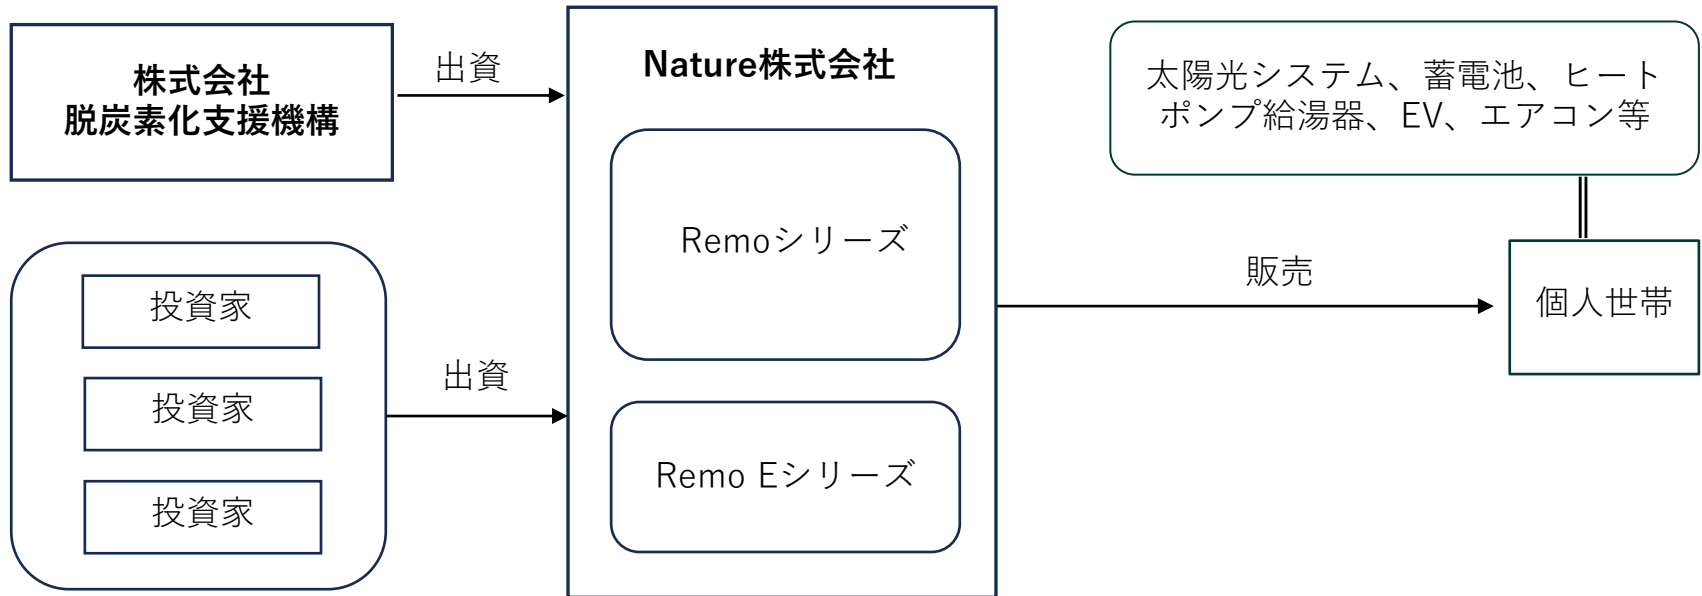 株式会社
脱炭素化支援機構
出資
投資家
投資家
投資家
出資
Nature株式会社
Remoシリーズ
Remo Eシリーズ
販売
太陽光システム、蓄電池、ヒート
ポンプ給湯器、EV、エアコン等
個人世帯